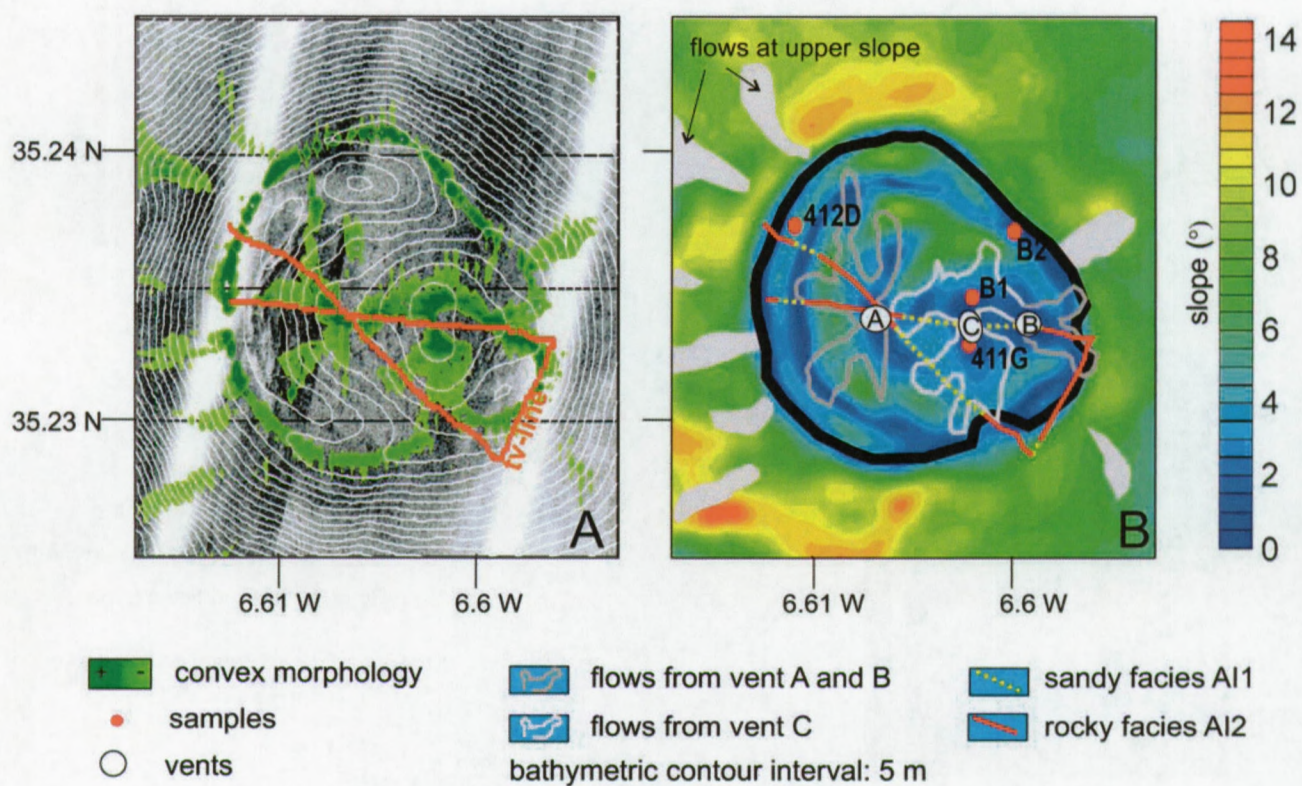 35.24 N
35.23 N
6.61 W
6.6 W
tv-line
A
flows at upper slope
412D
B2
B1
A
C
B
411G
B
6.61 W
6.6 W
slope (°)
14
12
10
8
6
4
2
0
+ -
convex morphology
samples
vents
flows from vent A and B
flows from vent C
bathymetric contour interval: 5 m
sandy facies AI1
rocky facies AI2